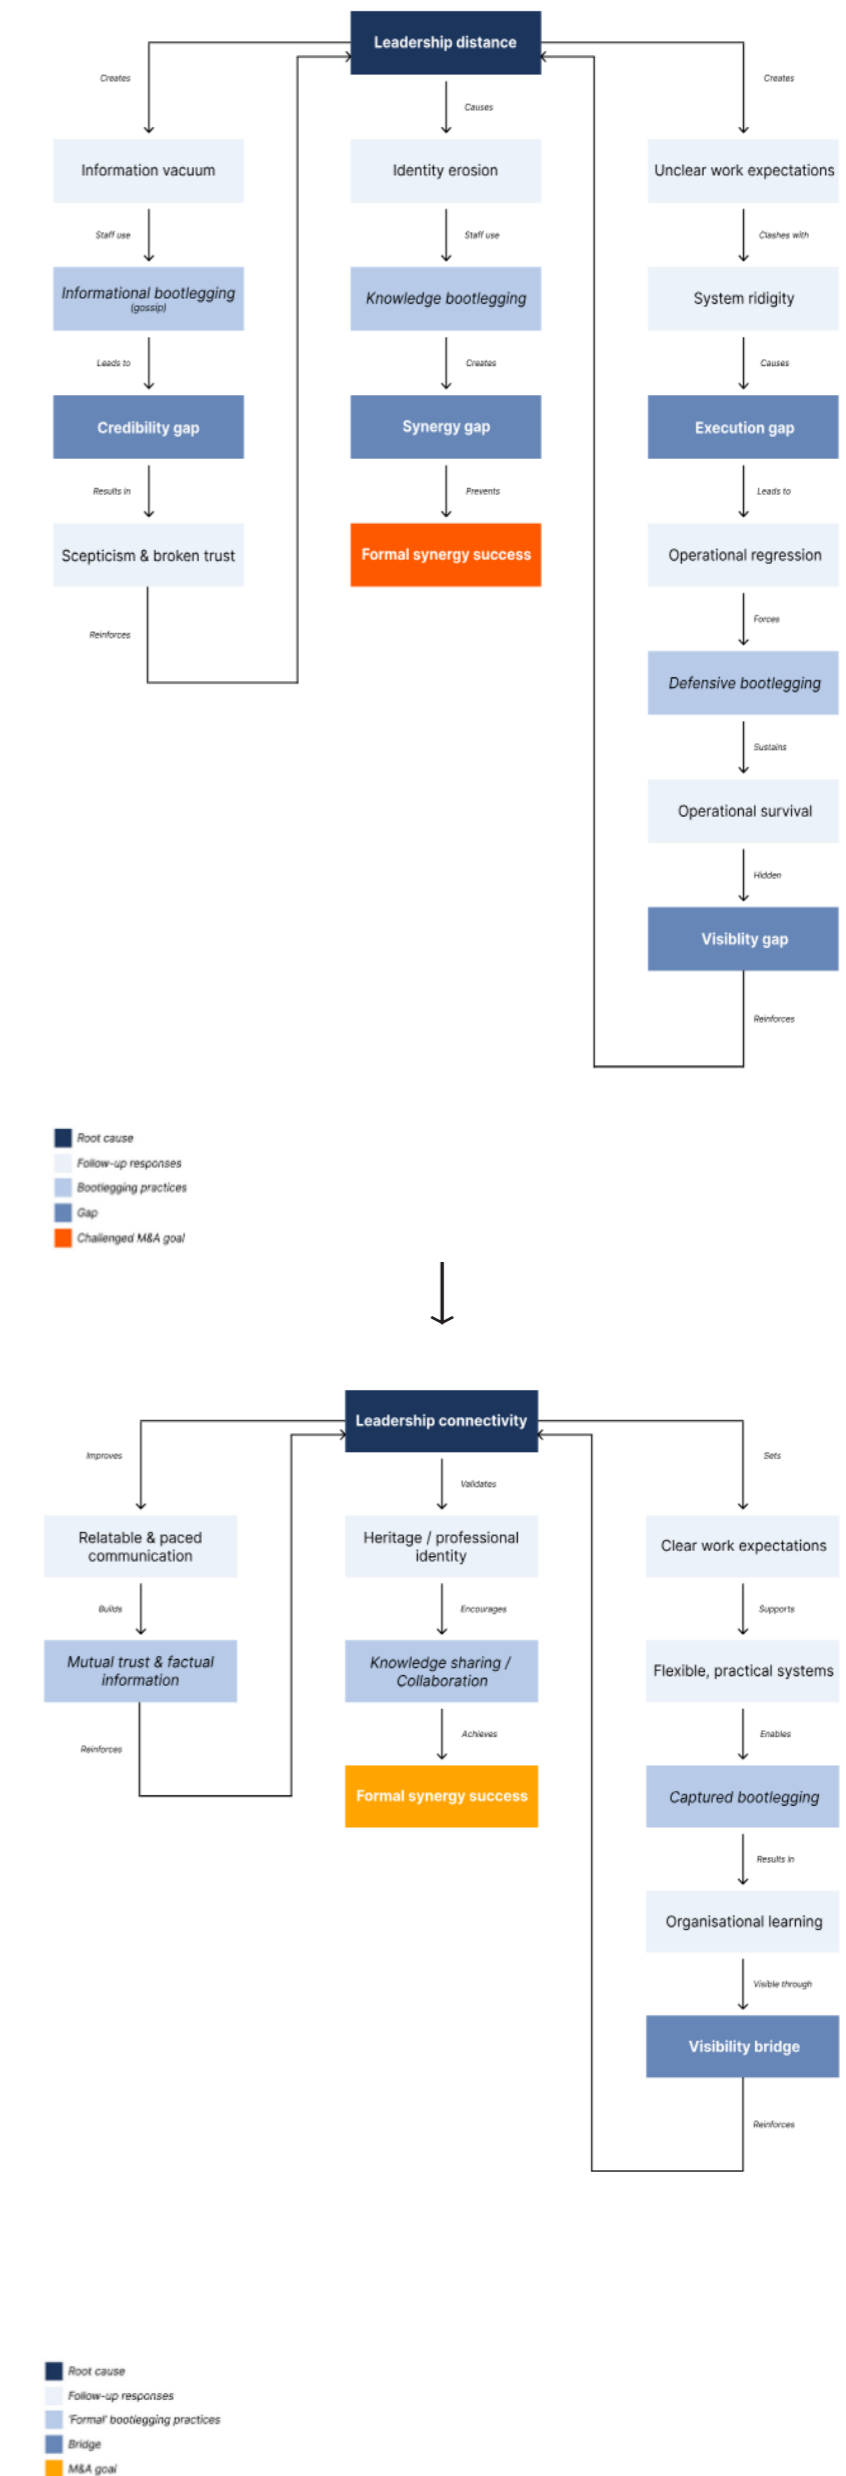 Leadership distance
Creates
Causes
Creates
Information vacuum
Identity erosion
Unclear work expectations
Staff use
Staff use
Clashes with
Informational bootlegging
(gossip)
Knowledge bootlegging
System ridigity
Leads to
Creates
Causes
Credibility gap
Synergy gap
Execution gap
Results in
Prevents
Leads to
Scepticism & broken trust
Formal synergy success
Operational regression
Reinforces
Forces
Defensive bootlegging
Sustains
Operational survival
Hidden
Visiblity gap
Reinforces
Root cause
Follow-up responses
Bootlegging practices
Gap
Challenged M&A goal
Leadership connectivity
Improves
Validates
Sets
Relatable & paced
communication
Heritage / professional
identity
Clear work expectations
Builds
Encourages
Supports
Mutual trust & factual
information
Knowledge sharing /
Collaboration
Flexible, practical systems
Reinforces
Achieves
Enables
Formal synergy success
Captured bootlegging
Results in
Organisational learning
Visible through
Visibility bridge
Reinforces
Root cause
Follow-up responses
'Formal' bootlegging practices
Bridge
M&A goal